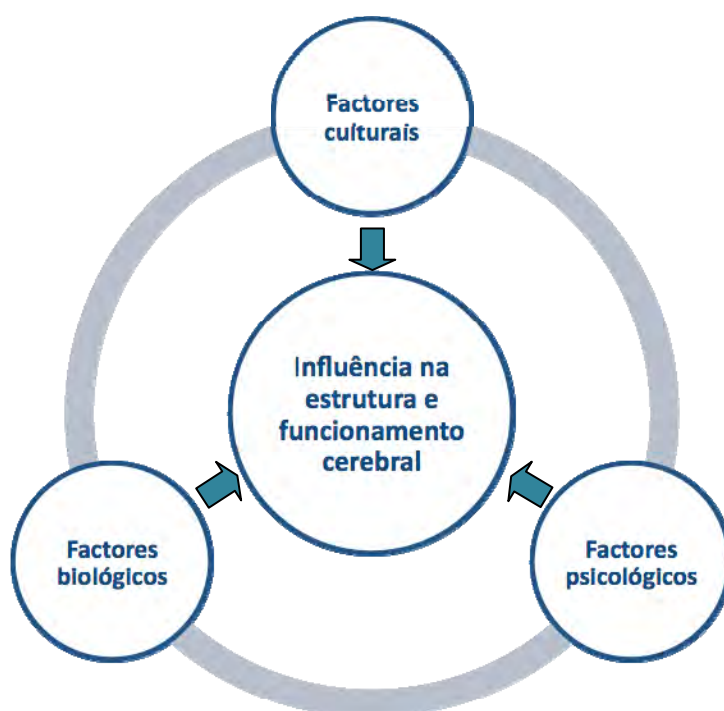 Factores
culturais
Influência na
estrutura e
funcionamento
cerebral
Factores
biológicos
Factores
psicológicos